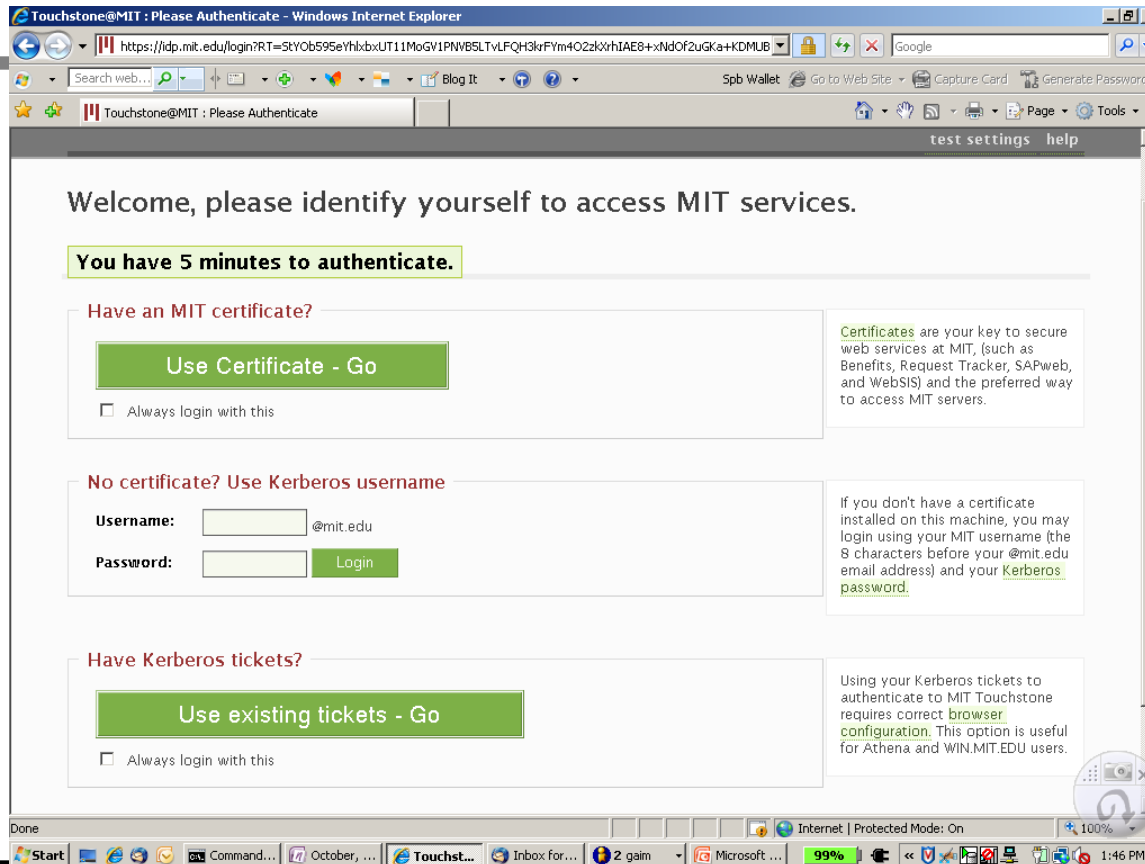 Touchstone@MIT : Please Authenticate - Windows Internet Explorer
https://idp.mit.edu/login?RT=
Google
Search web...
Blog It
Spb Wallet
Go to Web Site
Capture Card
Generate Password
Touchstone@MIT : Please Authenticate
Page
Tools
test settings help
Welcome, please identify yourself to access MIT services.
You have 5 minutes to authenticate.
Have an MIT certificate?
Use Certificate - Go
Always login with this
Certificates are your key to secure
web services at MIT, (such as
Benefits, Request Tracker, SAPweb,
and WebSIS) and the preferred way
to access MIT servers.
No certificate? Use Kerberos username
Username:
@mit.edu
Password:
Login
If you don't have a certificate
installed on this machine, you may
login using your MIT username (the
8 characters before your @mit.edu
email address) and your Kerberos
password.
Have Kerberos tickets?
Use existing tickets - Go
Always login with this
Using your Kerberos tickets to
authenticate to MIT Touchstone
requires correct browser
configuration. This option is useful
for Athena and WIN.MIT.EDU users.
Done
Internet | Protected Mode: On
100%
Start
Command...
October, ...
Touchst...
Inbox for...
2 gaim
Microsoft ...
99%
1:46 PM